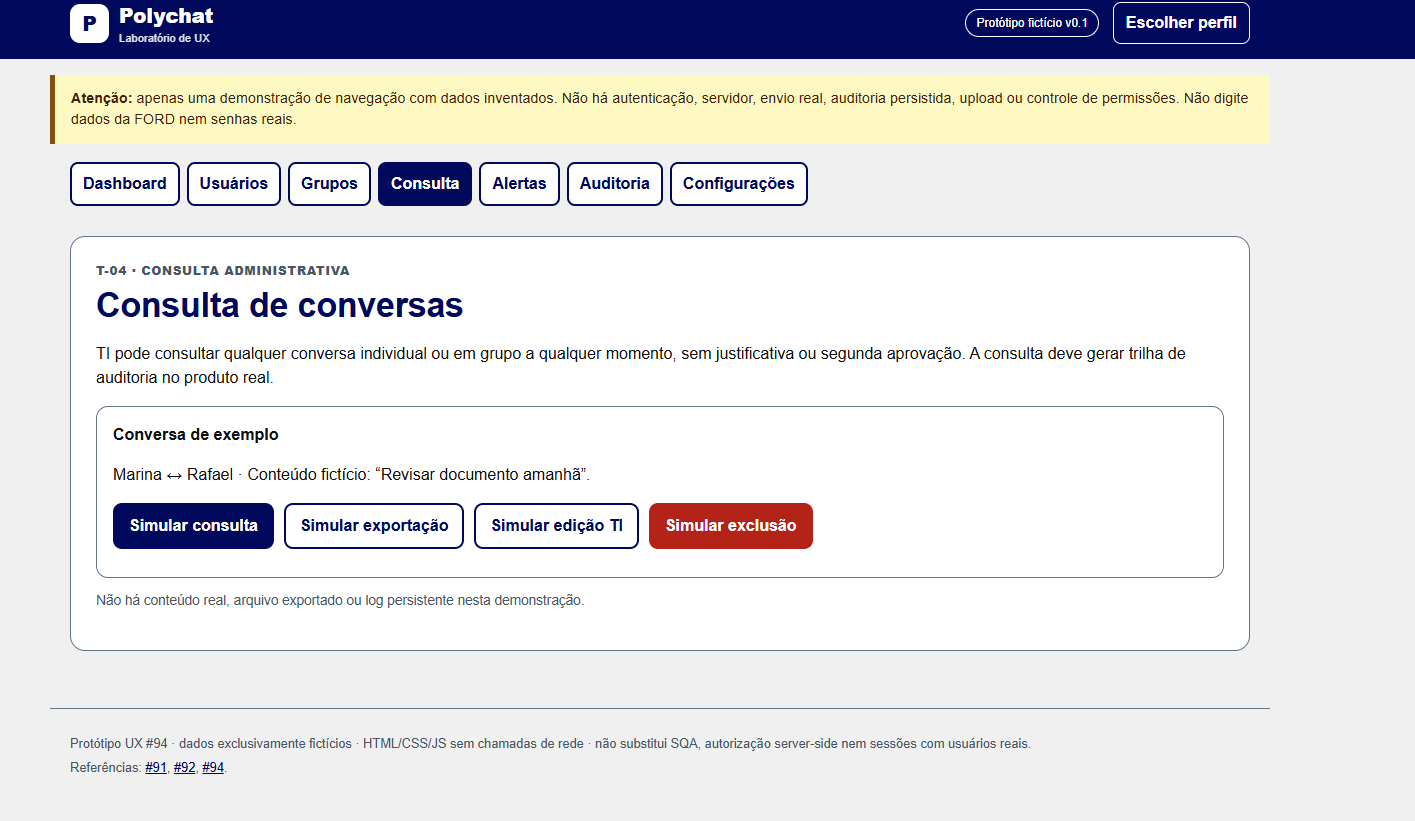 P
Polychat
Laboratório de UX
Protótipo fictício v0.1
Escolher perfil
Atenção: apenas uma demonstração de navegação com dados inventados. Não há autenticação, servidor, envio real, auditoria persistida, upload ou controle de permissões. Não digite
dados da FORD nem senhas reais.
Dashboard
Usuários
Grupos
Consulta
Alertas
Auditoria
Configurações
T-04 · CONSULTA ADMINISTRATIVA
Consulta de conversas
TI pode consultar qualquer conversa individual ou em grupo a qualquer momento, sem justificativa ou segunda aprovação. A consulta deve gerar trilha de
auditoria no produto real.
Conversa de exemplo
Marina ↔ Rafael · Conteúdo fictício: “Revisar documento amanhã”.
Simular consulta
Simular exportação
Simular edição TI
Simular exclusão
Não há conteúdo real, arquivo exportado ou log persistente nesta demonstração.
Protótipo UX #94 · dados exclusivamente fictícios · HTML/CSS/JS sem chamadas de rede · não substitui SQA, autorização server-side nem sessões com usuários reais.
Referências: #91, #92, #94.